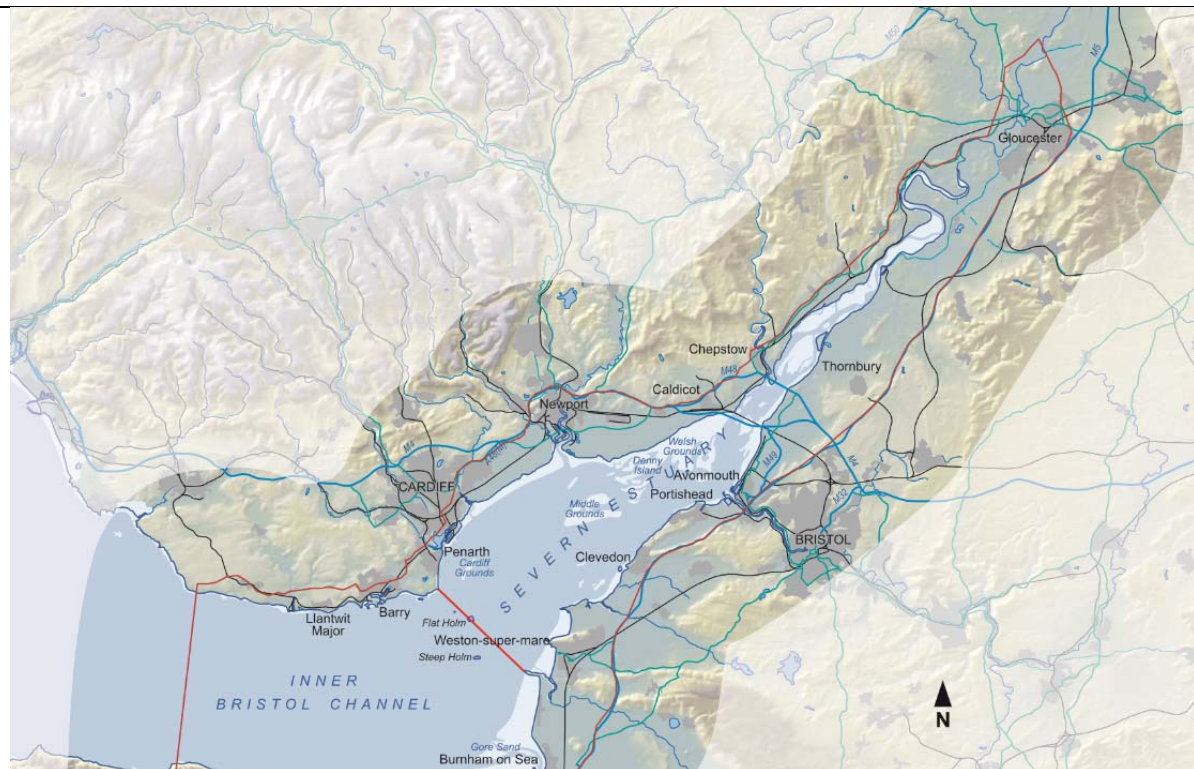 M50
M5
Gloucester
Chepstow
M48
Thornbury
Caldicot
Newport
Welsh
Grounds
Denny
Island
M49
M4
M4
Avonmouth
Portishead
M32
CARDIFF
Middle
Grounds
BRISTOL
SEVERN ESTUARY
Penarth
Cardiff
Grounds
Clevedon
Barry
Llantwit
Major
Flat Holm
Weston-super-mare
Steep Holm
INNER
BRISTOL CHANNEL
N
Gore Sand
Burnham on Sea